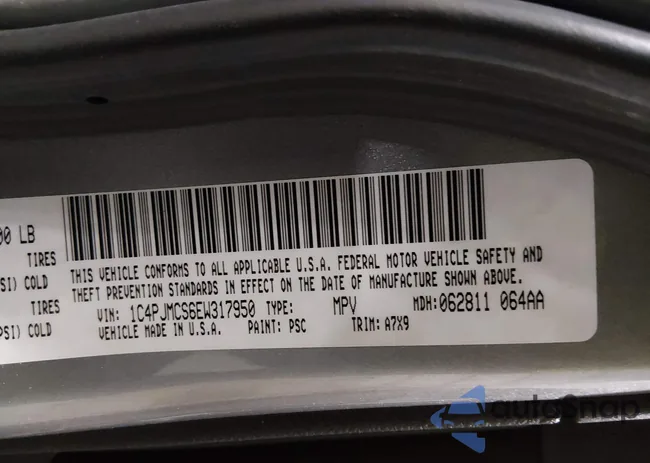 00 LB
TIRES
THIS VEHICLE CONFORMS TO ALL APPLICABLE U.S.A. FEDERAL MOTOR VEHICLE SAFETY AND
SI) COLD
THEFT PREVENTION STANDARDS IN EFFECT ON THE DATE OF MANUFACTURE SHOWN ABOVE.
TIRES
VIN: 1C4PJMCS6EW317950 TYPE: MPV MDH:062811 064AA
PSI) COLD
VEHICLE MADE IN U.S.A. PAINT: PSC TRIM: A7X9
autoSnap